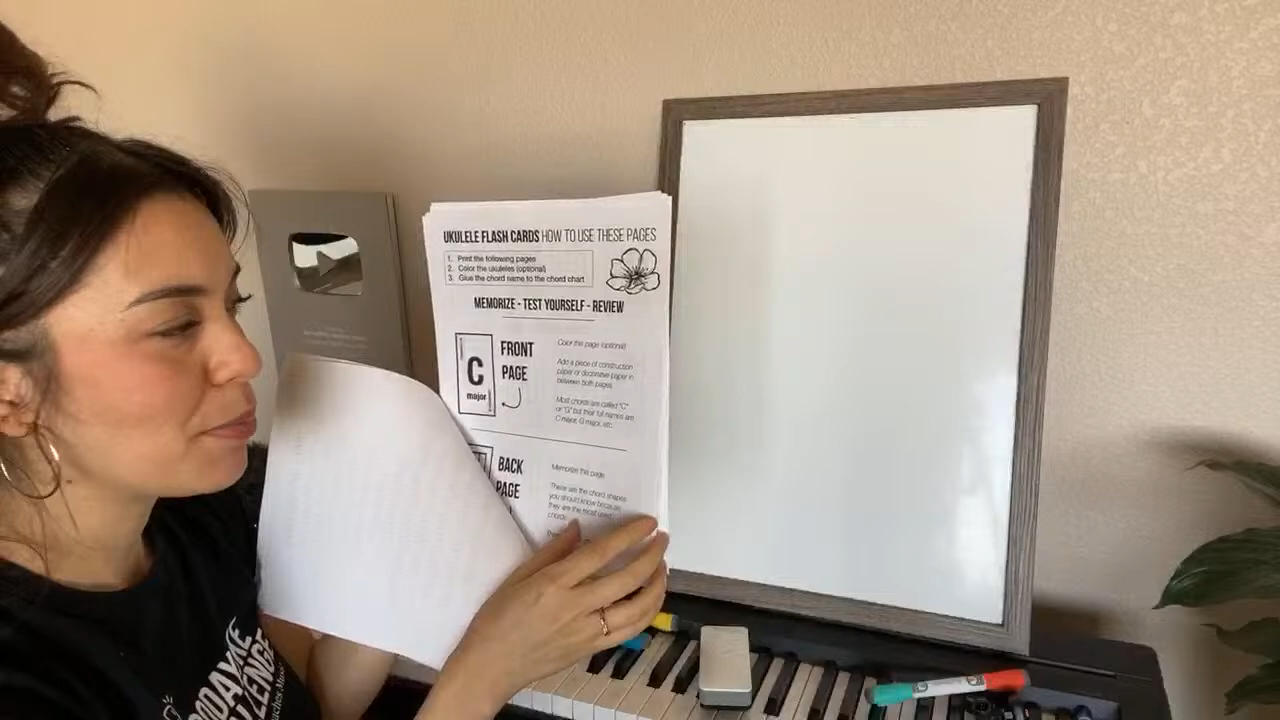 UKULELE FLASH CARDS HOW TO USE THESE PAGES
1. Print the following pages
2. Color the ukuleles (optional)
3. Glue the chord name to the chord chart
MEMORIZE - TEST YOURSELF - REVIEW
C
major
FRONT
PAGE
Color this page (optional)
Add a piece of construction
paper or decorative paper in
between both pages
Most chords are called "C"
or "G" but their full names are
C major, G major, etc.
BACK
PAGE
Memorize this page
These are the chord shapes
you should know because
they are the most used
chords